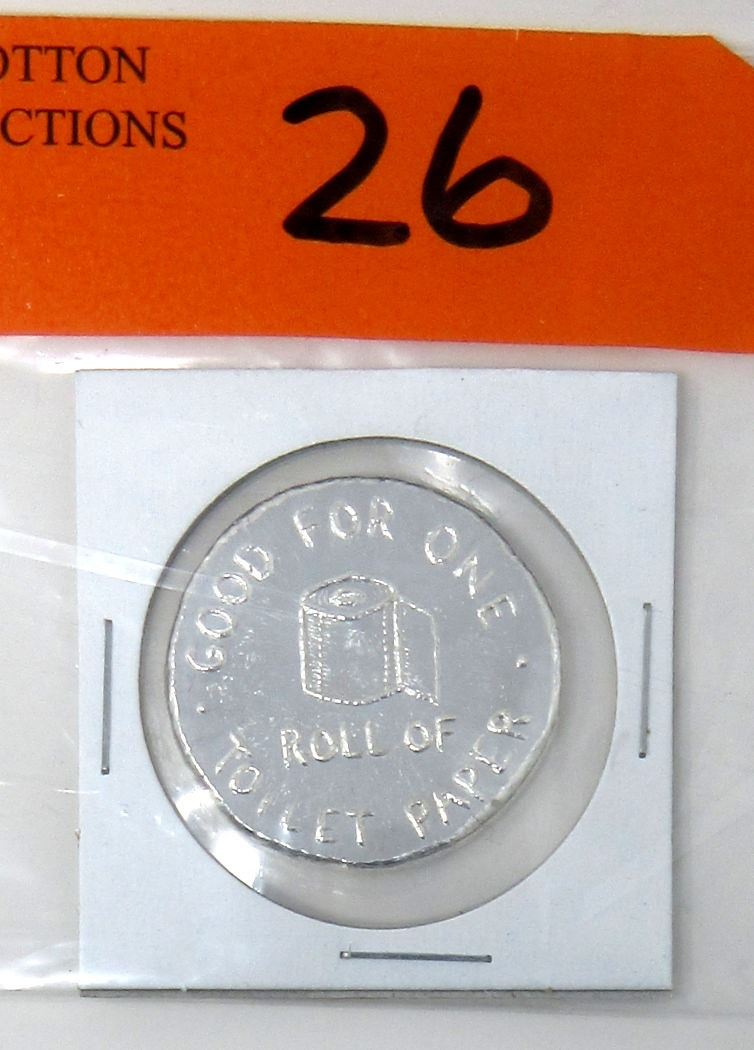 OTTON
CTIONS
26
GOOD FOR ONE
ROLL OF
TOILET PAPER